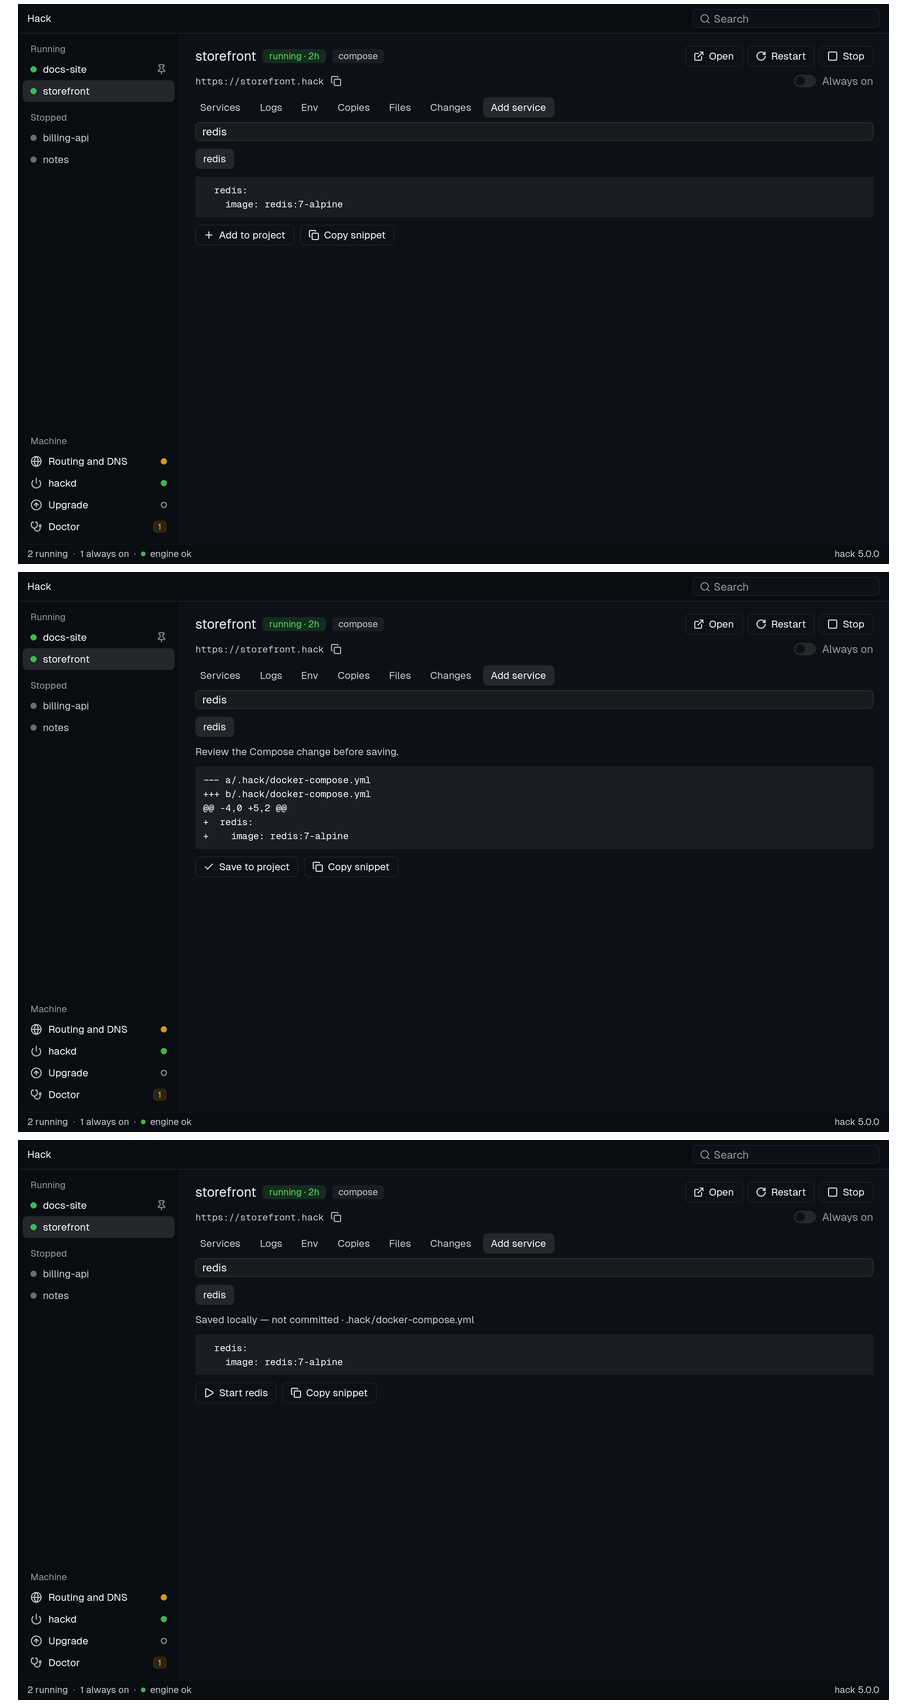 Hack
Search
Running
docs-site
storefront
Stopped
billing-api
notes
storefront running · 2h compose
Open Restart Stop
https://storefront.hack
Always on
Services Logs Env Copies Files Changes Add service
redis
redis
  redis:
    image: redis:7-alpine
Add to project Copy snippet
Machine
Routing and DNS
hackd
Upgrade
Doctor 1
2 running · 1 always on · engine ok
hack 5.0.0
Hack
Search
Running
docs-site
storefront
Stopped
billing-api
notes
storefront running · 2h compose
Open Restart Stop
https://storefront.hack
Always on
Services Logs Env Copies Files Changes Add service
redis
redis
Review the Compose change before saving.
--- a/.hack/docker-compose.yml
+++ b/.hack/docker-compose.yml
@@ -4,0 +5,2 @@
+  redis:
+    image: redis:7-alpine
Save to project Copy snippet
Machine
Routing and DNS
hackd
Upgrade
Doctor 1
2 running · 1 always on · engine ok
hack 5.0.0
Hack
Search
Running
docs-site
storefront
Stopped
billing-api
notes
storefront running · 2h compose
Open Restart Stop
https://storefront.hack
Always on
Services Logs Env Copies Files Changes Add service
redis
redis
Saved locally — not committed · .hack/docker-compose.yml
  redis:
    image: redis:7-alpine
Start redis Copy snippet
Machine
Routing and DNS
hackd
Upgrade
Doctor 1
2 running · 1 always on · engine ok
hack 5.0.0